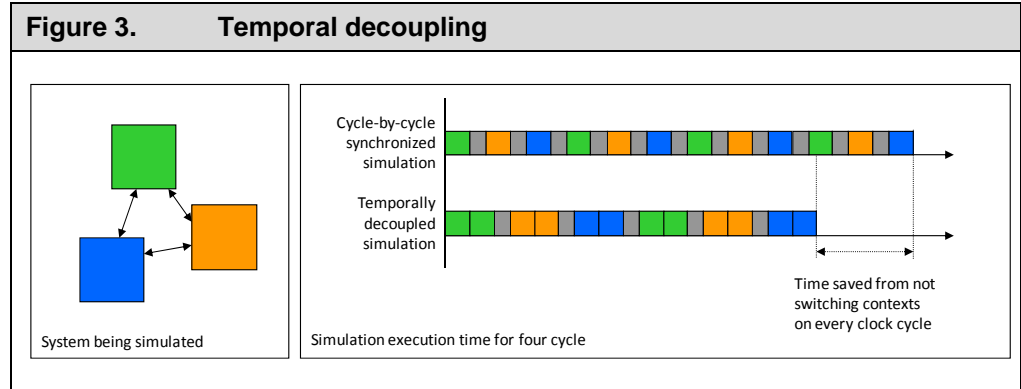 Figure 3. Temporal decoupling
Cycle-by-cycle
synchronized
simulation
Temporally
decoupled
simulation
Time saved from not
switching contexts
on every clock cycle
System being simulated
Simulation execution time for four cycle